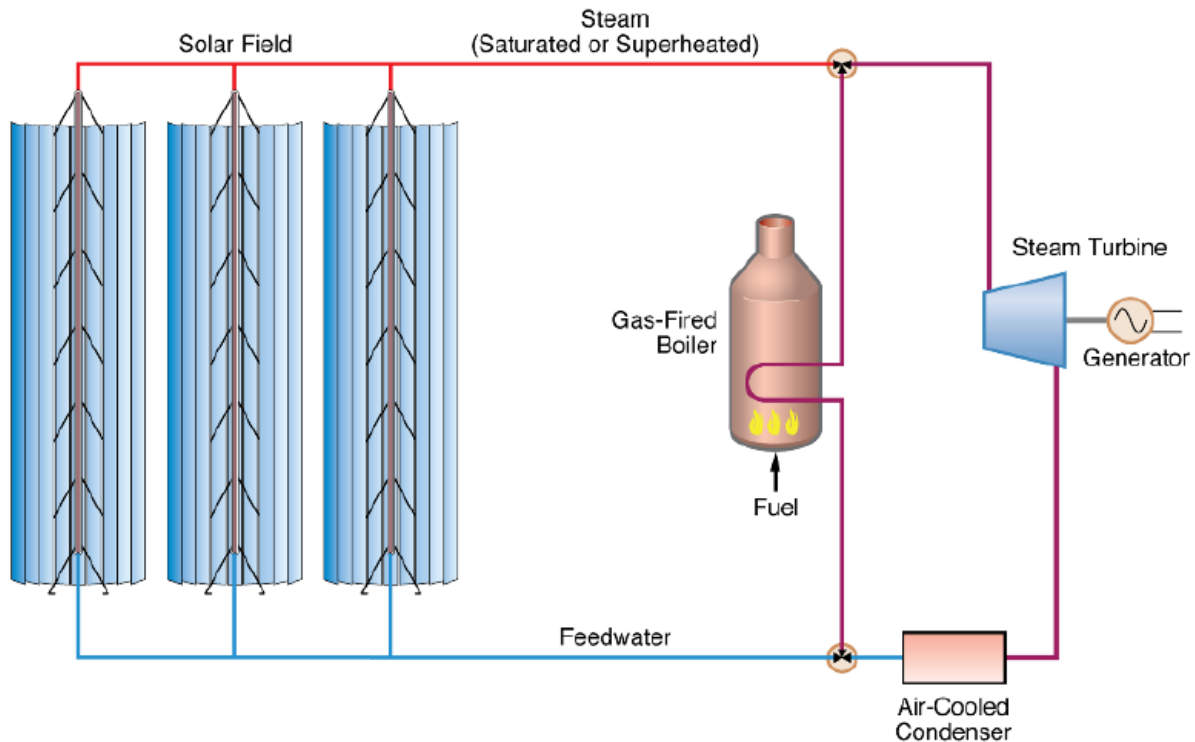 Solar Field
Steam
(Saturated or Superheated)
Steam Turbine
Gas-Fired
Boiler
Generator
Fuel
Feedwater
Air-Cooled
Condenser